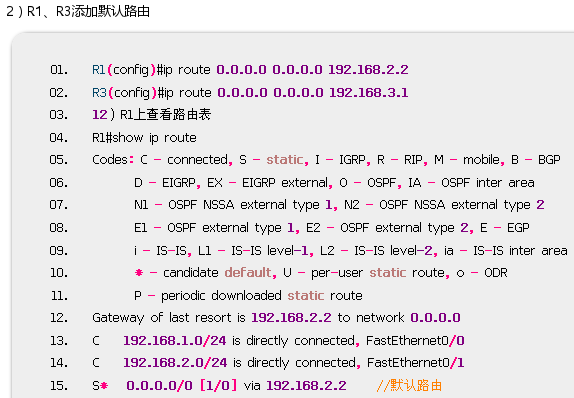 2）R1、R3添加默认路由
01. R1(config)#ip route 0.0.0.0 0.0.0.0 192.168.2.2
02. R3(config)#ip route 0.0.0.0 0.0.0.0 192.168.3.1
03. 12）R1上查看路由表
04. R1#show ip route
05. Codes: C - connected, S - static, I - IGRP, R - RIP, M - mobile, B - BGP
06. D - EIGRP, EX - EIGRP external, O - OSPF, IA - OSPF inter area
07. N1 - OSPF NSSA external type 1, N2 - OSPF NSSA external type 2
08. E1 - OSPF external type 1, E2 - OSPF external type 2, E - EGP
09. i - IS-IS, L1 - IS-IS level-1, L2 - IS-IS level-2, ia - IS-IS inter area
10. * - candidate default, U - per-user static route, o - ODR
11. P - periodic downloaded static route
12. Gateway of last resort is 192.168.2.2 to network 0.0.0.0
13. C 192.168.1.0/24 is directly connected, FastEthernet0/0
14. C 192.168.2.0/24 is directly connected, FastEthernet0/1
15. S* 0.0.0.0/0 [1/0] via 192.168.2.2 //默认路由